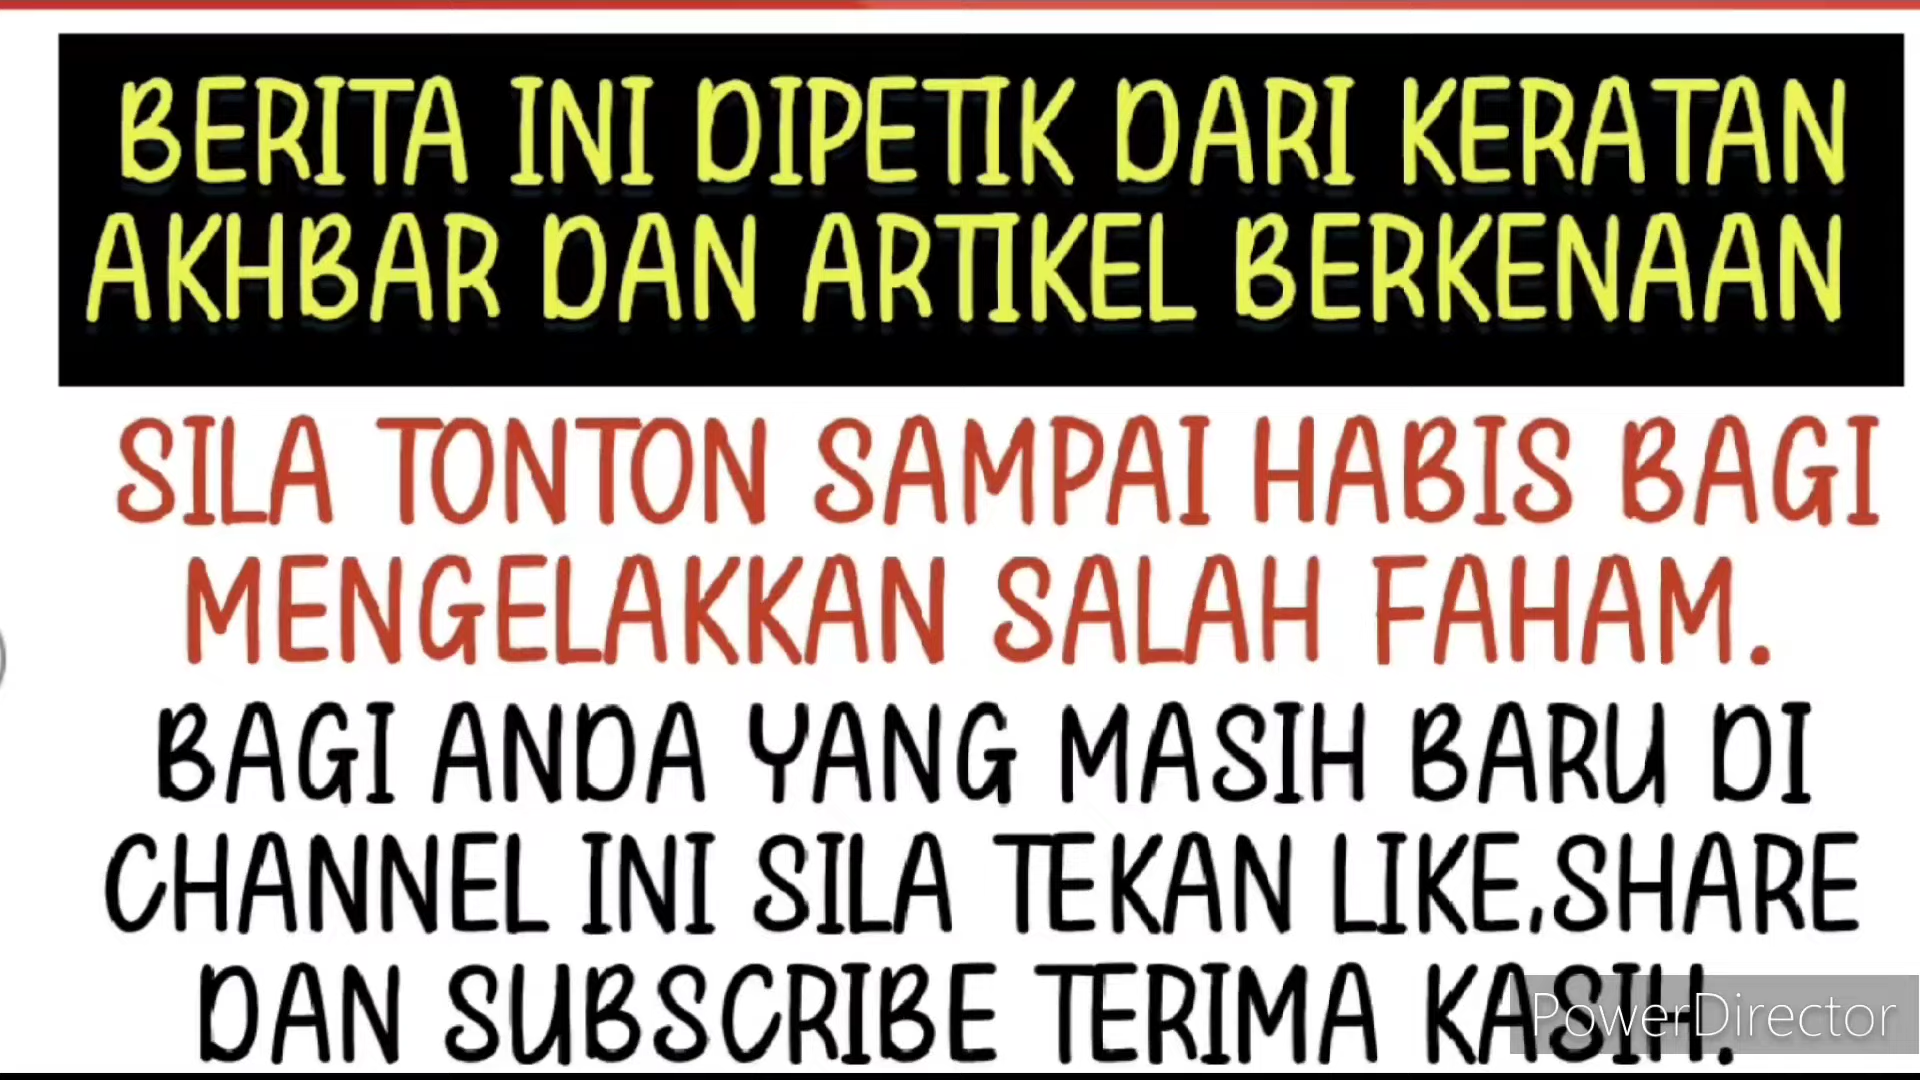 BERITA INI DIPETIK DARI KERATAN
AKHBAR DAN ARTIKEL BERKENAAN
SILA TONTON SAMPAI HABIS BAGI
MENGELAKKAN SALAH FAHAM.
BAGI ANDA YANG MASIH BARU DI
CHANNEL INI SILA TEKAN LIKE,SHARE
DAN SUBSCRIBE TERIMA KASIH.
PowerDirector